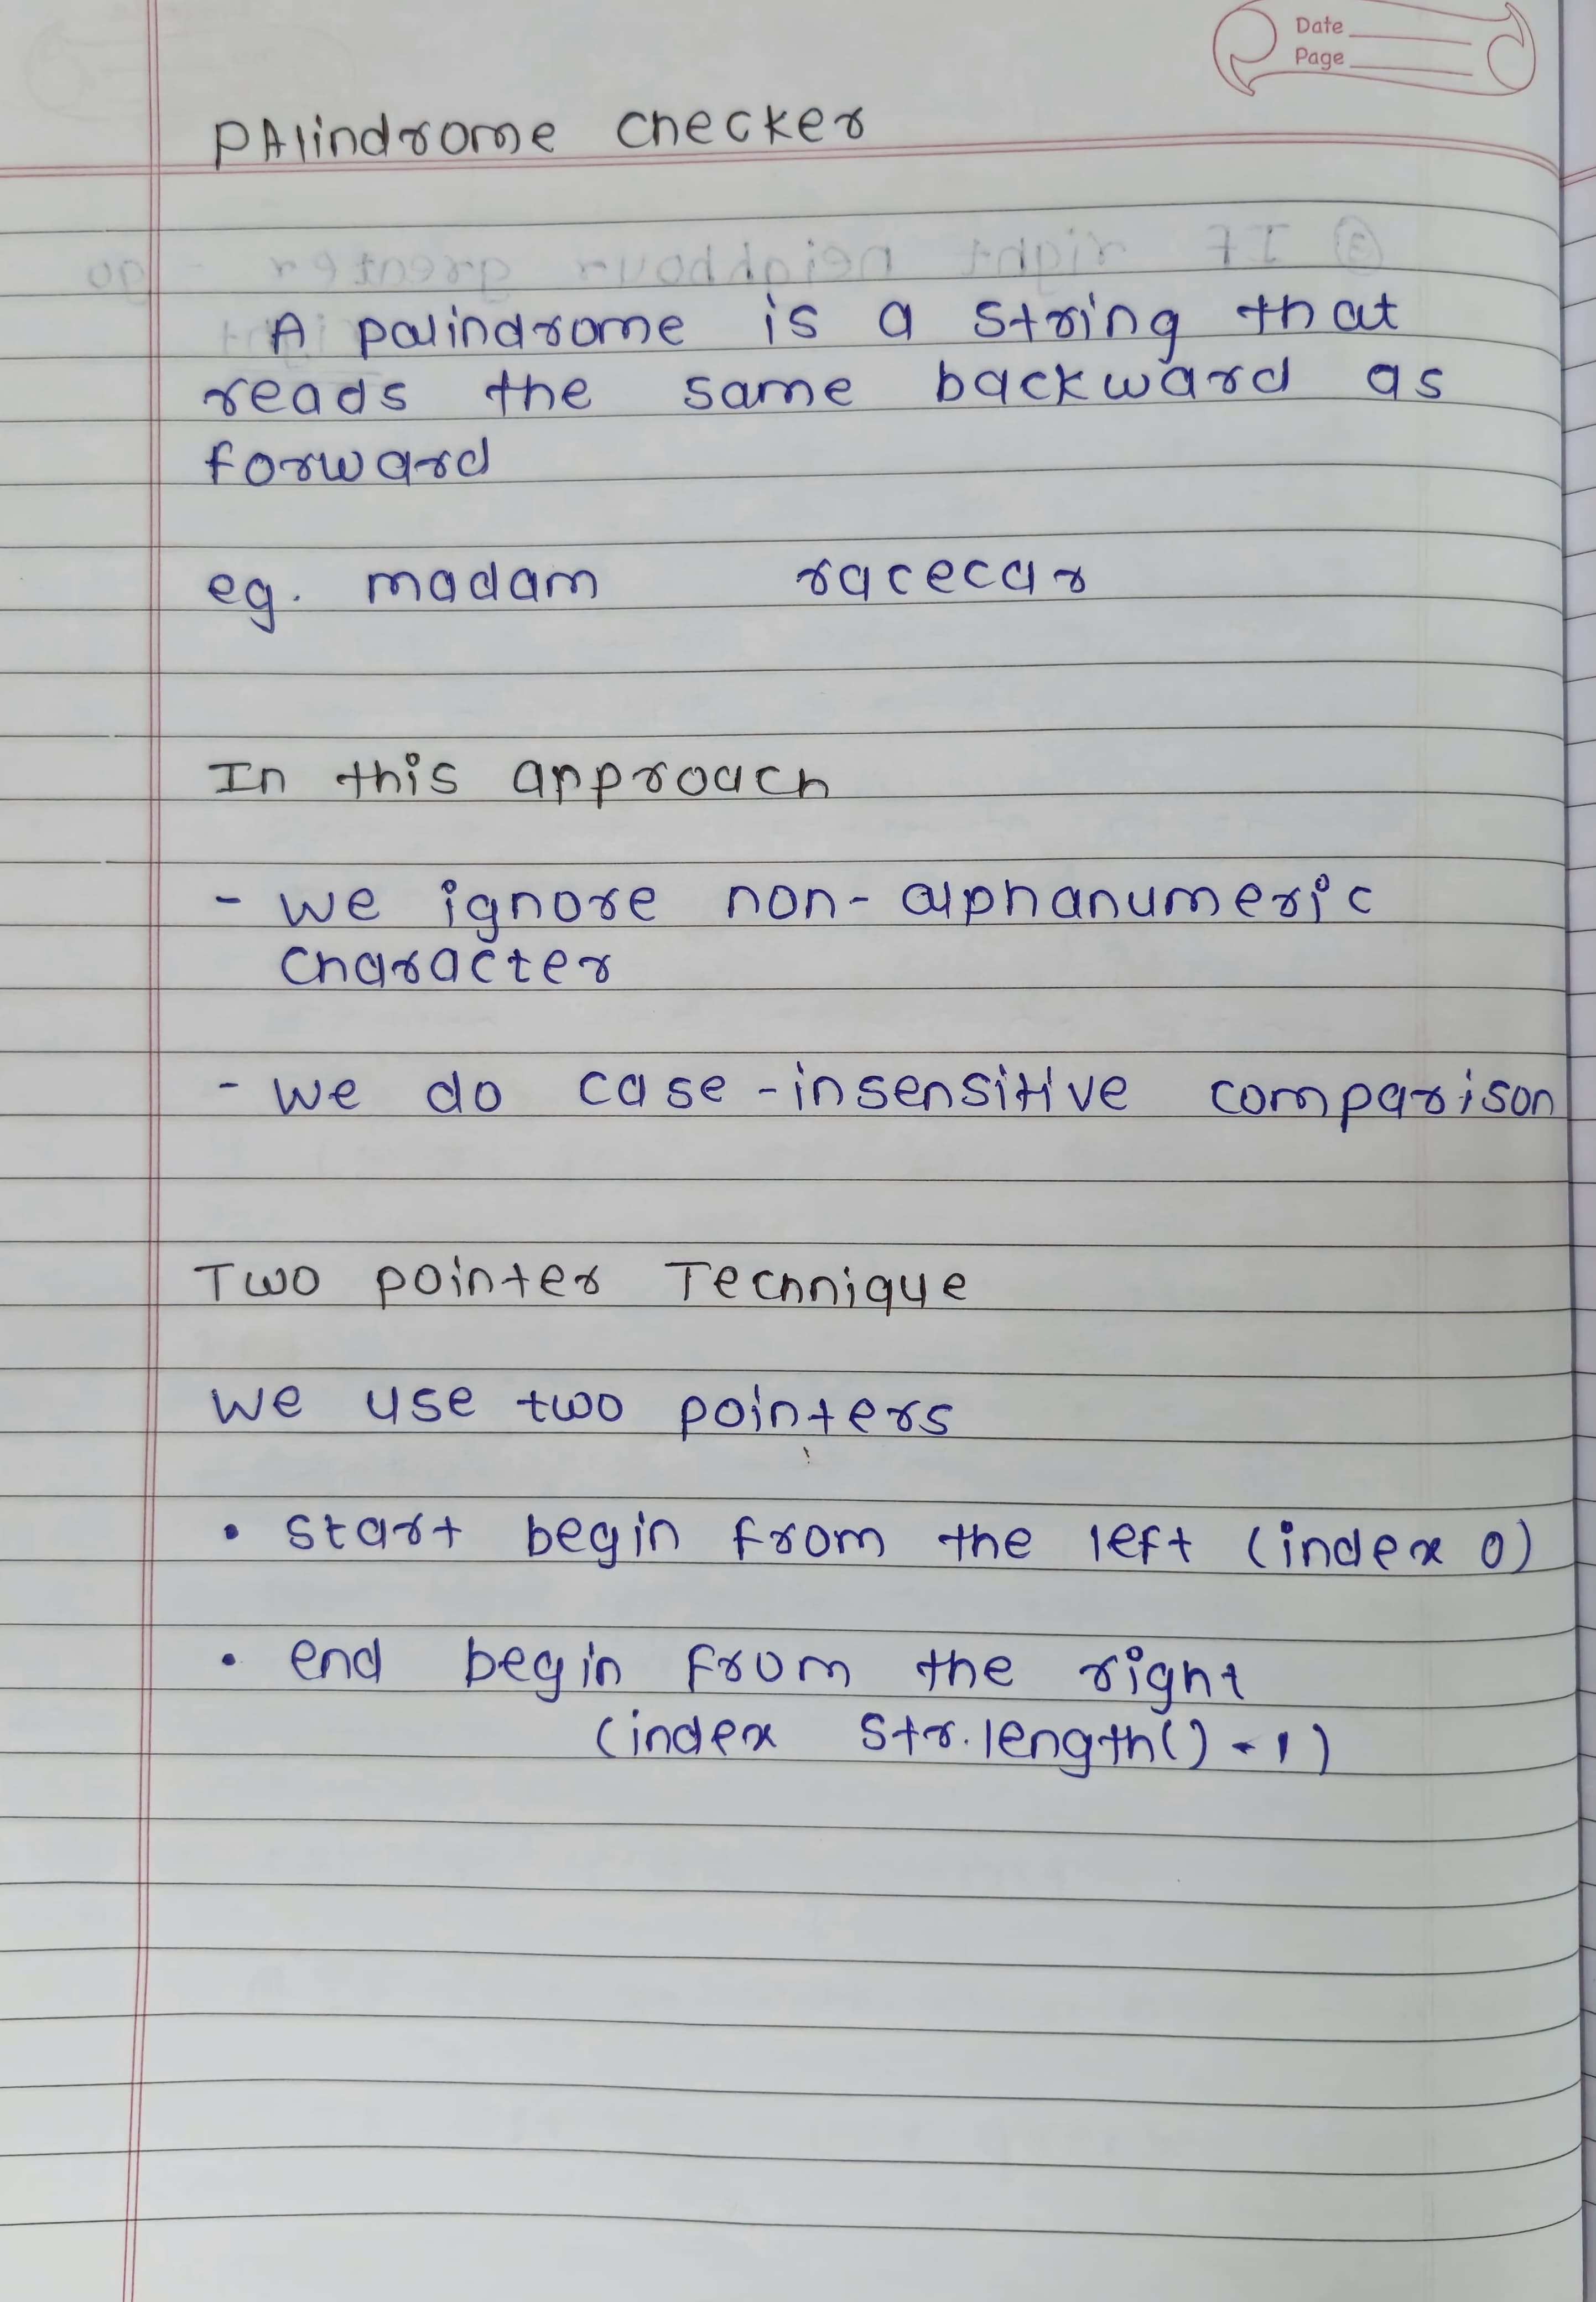 Date
Page
PAlindrome checker
A palindrome is a string that
reads the same backward as
forward
eg. madam racecar
In this approach
- we ignore non-alphanumeric
character
- we do case-insensitive comparison
Two pointer Technique
we use two pointers
• start begin from the left (index 0)
• end begin from the right
(index str.length() - 1)